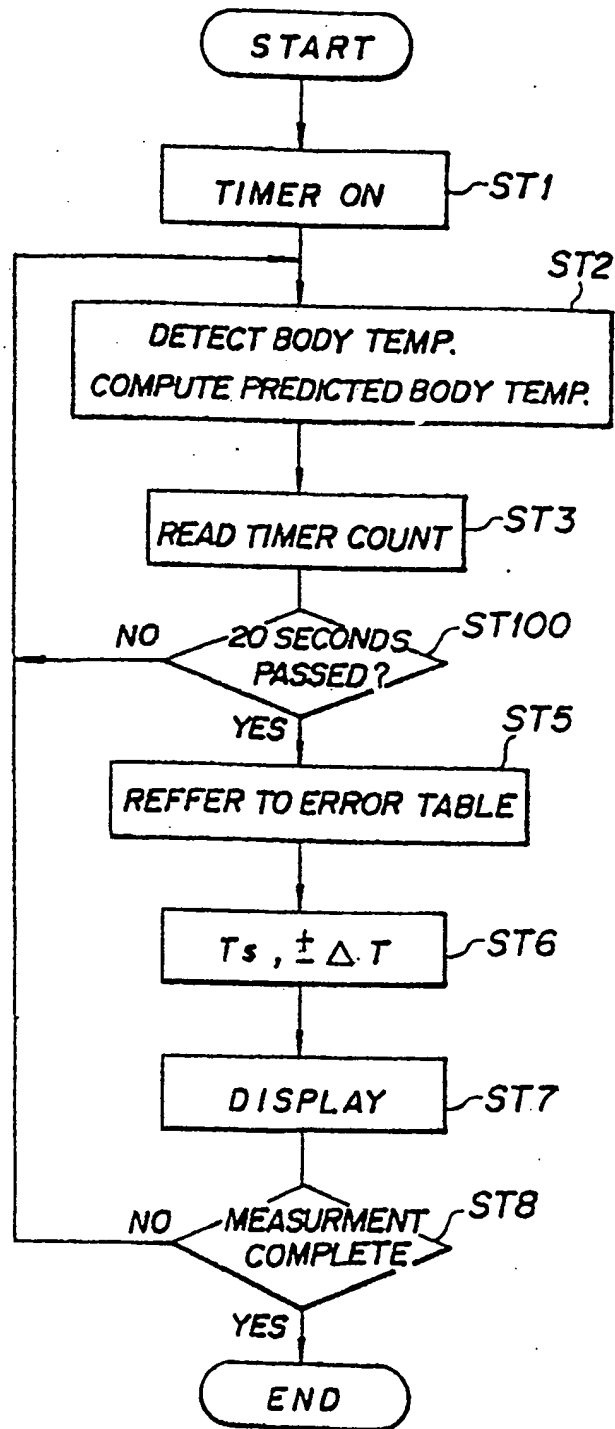 START
TIMER ON
ST1
ST2
DETECT BODY TEMP.
COMPUTE PREDICTED BODY TEMP.
READ TIMER COUNT
ST3
NO
20 SECONDS
PASSED?
ST100
YES
ST5
REFFER TO ERROR TABLE
Ts, ± △T
ST6
DISPLAY
ST7
NO
MEASURMENT
COMPLETE
ST8
YES
END